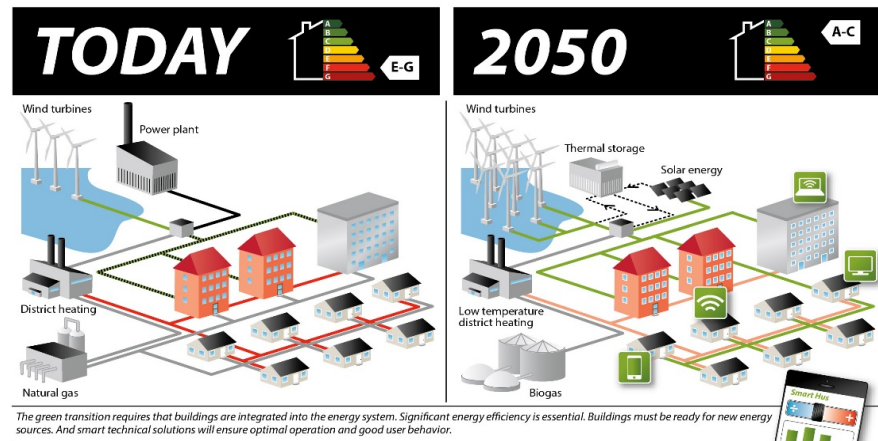 TODAY
A
B
C
D
E
F
G
E-G
2050
A
B
C
D
E
F
G
A-C
Wind turbines
Power plant
District heating
Natural gas
Wind turbines
Thermal storage
Solar energy
Low temperature
district heating
Biogas
Smart Hus
The green transition requires that buildings are integrated into the energy system. Significant energy efficiency is essential. Buildings must be ready for new energy
sources. And smart technical solutions will ensure optimal operation and good user behavior.